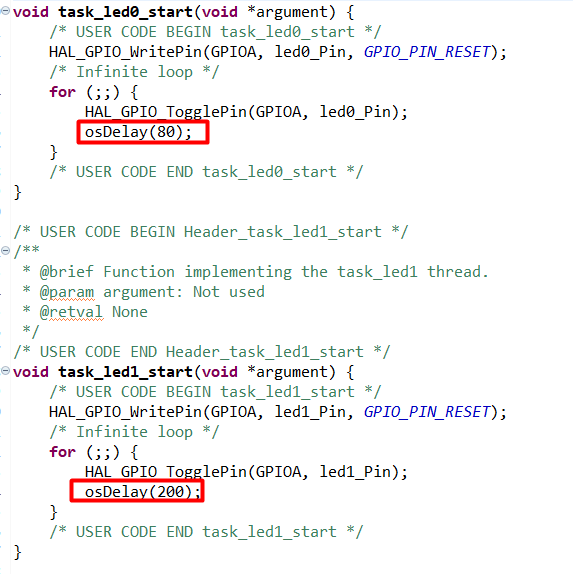 void task_led0_start(void *argument) {
/* USER CODE BEGIN task_led0_start */
HAL_GPIO_WritePin(GPIOA, led0_Pin, GPIO_PIN_RESET);
/* Infinite loop */
for (;;) {
HAL_GPIO_TogglePin(GPIOA, led0_Pin);
osDelay(80);
}
/* USER CODE END task_led0_start */
}
/* USER CODE BEGIN Header_task_led1_start */
/**
* @brief Function implementing the task_led1 thread.
* @param argument: Not used
* @retval None
*/
/* USER CODE END Header_task_led1_start */
void task_led1_start(void *argument) {
/* USER CODE BEGIN task_led1_start */
HAL_GPIO_WritePin(GPIOA, led1_Pin, GPIO_PIN_RESET);
/* Infinite loop */
for (;;) {
HAL_GPIO_TogglePin(GPIOA, led1_Pin);
osDelay(200);
}
/* USER CODE END task_led1_start */
}